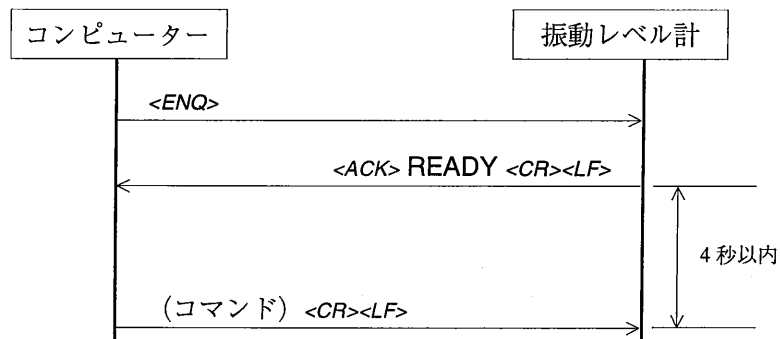 コンピューター
振動レベル計
<ENQ>
<ACK> READY <CR><LF>
4秒以内
(コマンド) <CR><LF>